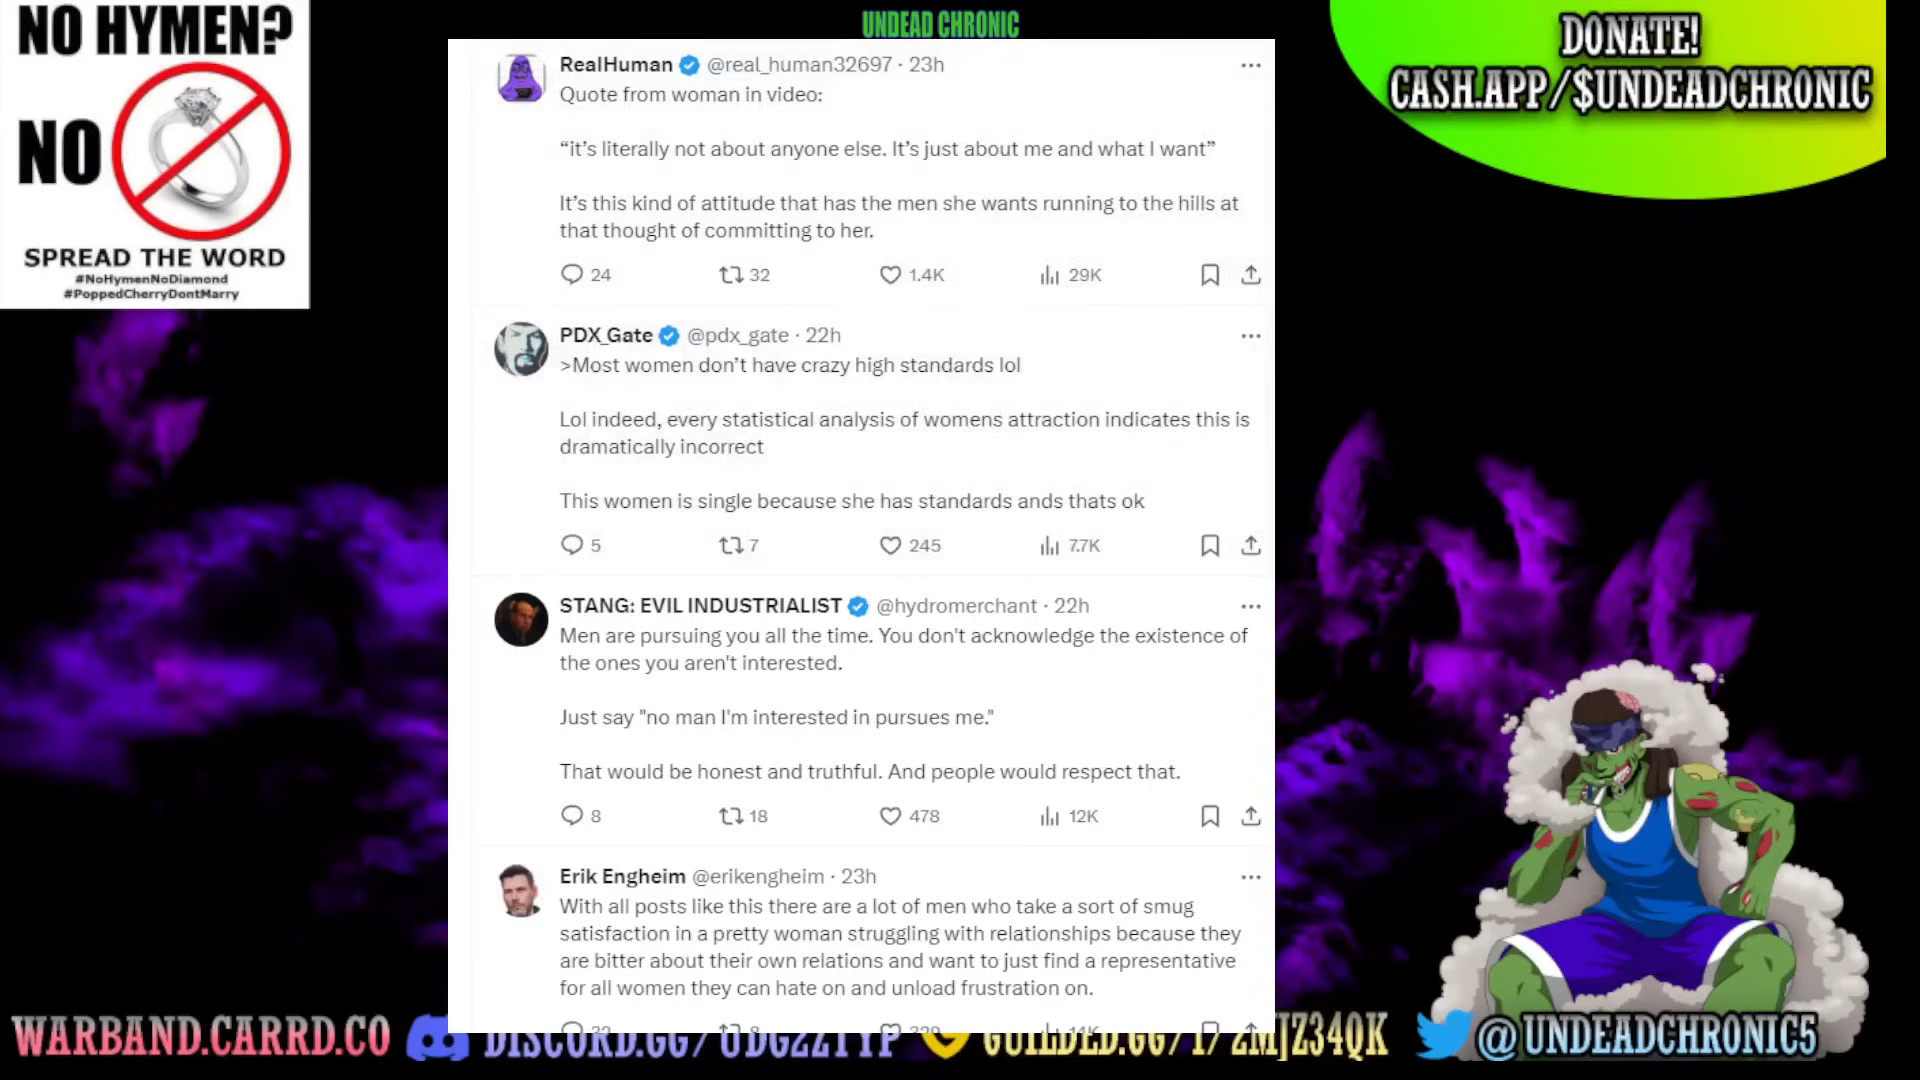 NO HYMEN?
NO
SPREAD THE WORD
#NoHymenNoDiamond
#PoppedCherryDontMarry
UNDEAD CHRONIC
DONATE!
CASH.APP/$UNDEADCHRONIC
RealHuman @real_human32697 · 23h
Quote from woman in video:
“it’s literally not about anyone else. It’s just about me and what I want”
It’s this kind of attitude that has the men she wants running to the hills at
that thought of committing to her.
24 32 1.4K 29K
PDX_Gate @pdx_gate · 22h
>Most women don’t have crazy high standards lol
Lol indeed, every statistical analysis of womens attraction indicates this is
dramatically incorrect
This women is single because she has standards ands thats ok
5 7 245 7.7K
STANG: EVIL INDUSTRIALIST @hydromerchant · 22h
Men are pursuing you all the time. You don't acknowledge the existence of
the ones you aren't interested.
Just say "no man I'm interested in pursues me."
That would be honest and truthful. And people would respect that.
8 18 478 12K
Erik Engheim @erikengheim · 23h
With all posts like this there are a lot of men who take a sort of smug
satisfaction in a pretty woman struggling with relationships because they
are bitter about their own relations and want to just find a representative
for all women they can hate on and unload frustration on.
WARBAND.CARRD.CO
@UNDEADCHRONIC5